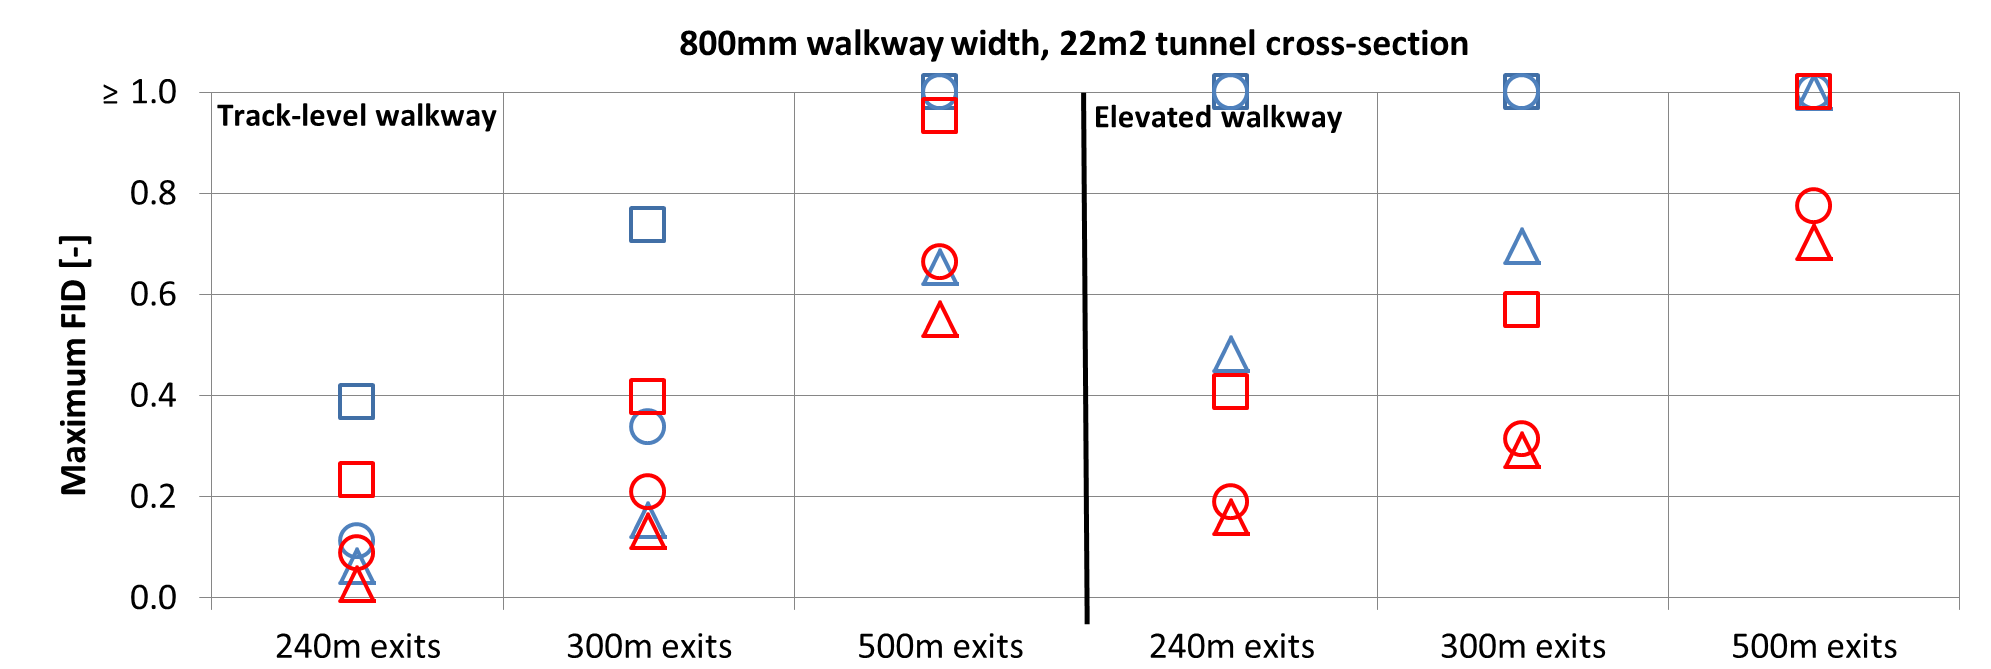 800mm walkway width, 22m2 tunnel cross-section
≥ 1.0
Track-level walkway
Elevated walkway
0.8
0.6
0.4
0.2
0.0
Maximum FID [-]
240m exits
300m exits
500m exits
240m exits
300m exits
500m exits